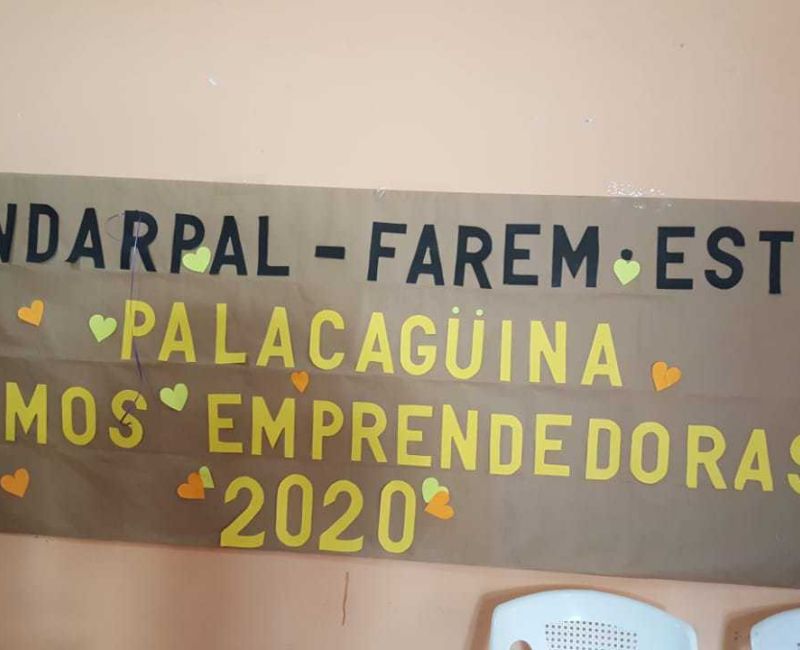 NDARPAL - FAREM·EST
PALACAGÜINA
MOS EMPRENDEDORAS
2020